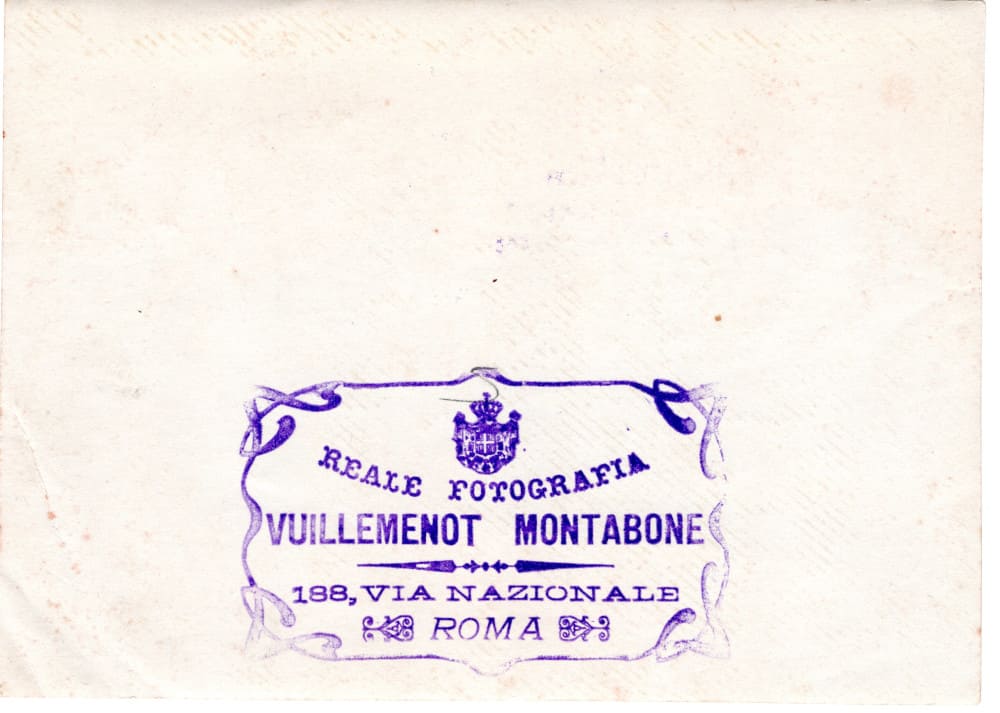 REALE FOTOGRAFIA
VUILLEMENOT MONTABONE
188, VIA NAZIONALE
ROMA